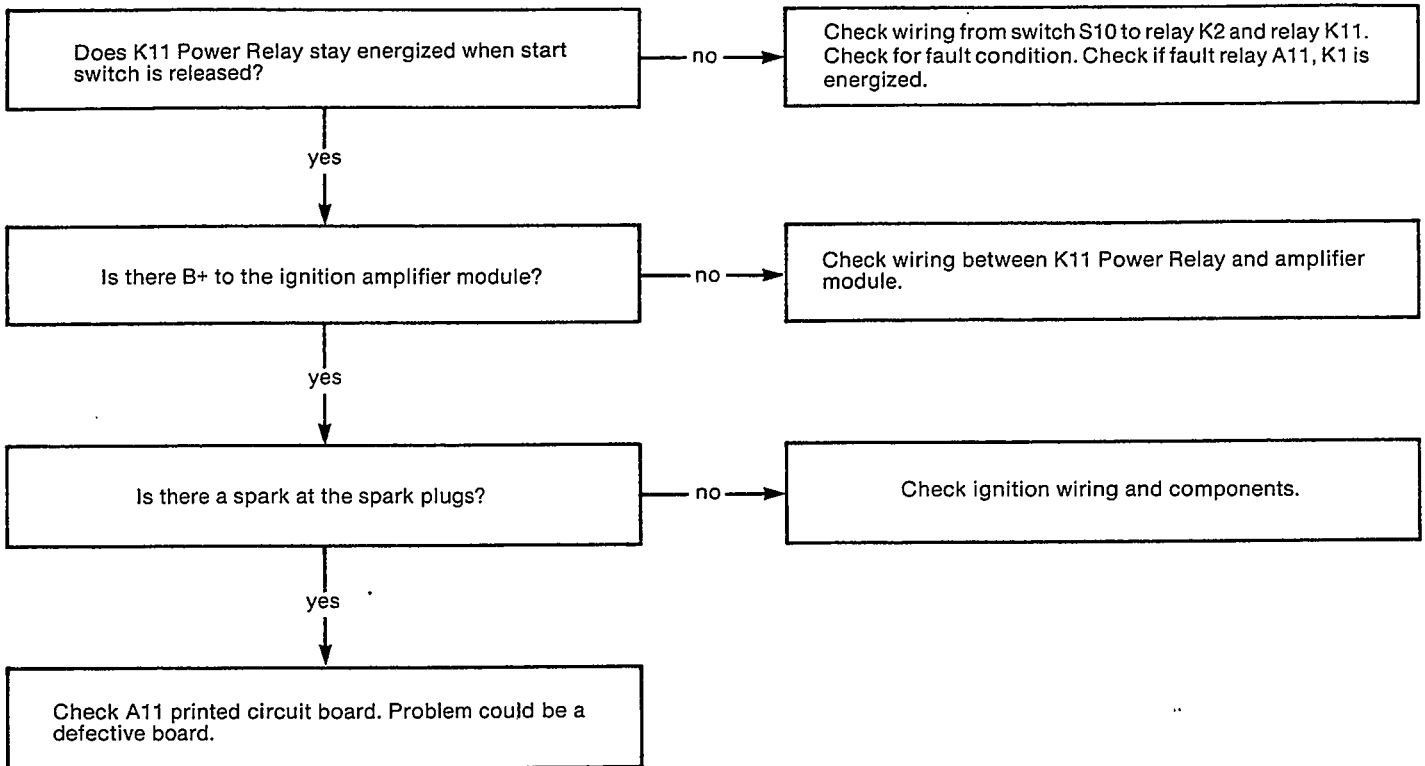 Does K11 Power Relay stay energized when start
switch is released?
no
Check wiring from switch S10 to relay K2 and relay K11.
Check for fault condition. Check if fault relay A11, K1 is
energized.
yes
Is there B+ to the ignition amplifier module?
no
Check wiring between K11 Power Relay and amplifier
module.
yes
Is there a spark at the spark plugs?
no
Check ignition wiring and components.
yes
Check A11 printed circuit board. Problem could be a
defective board.